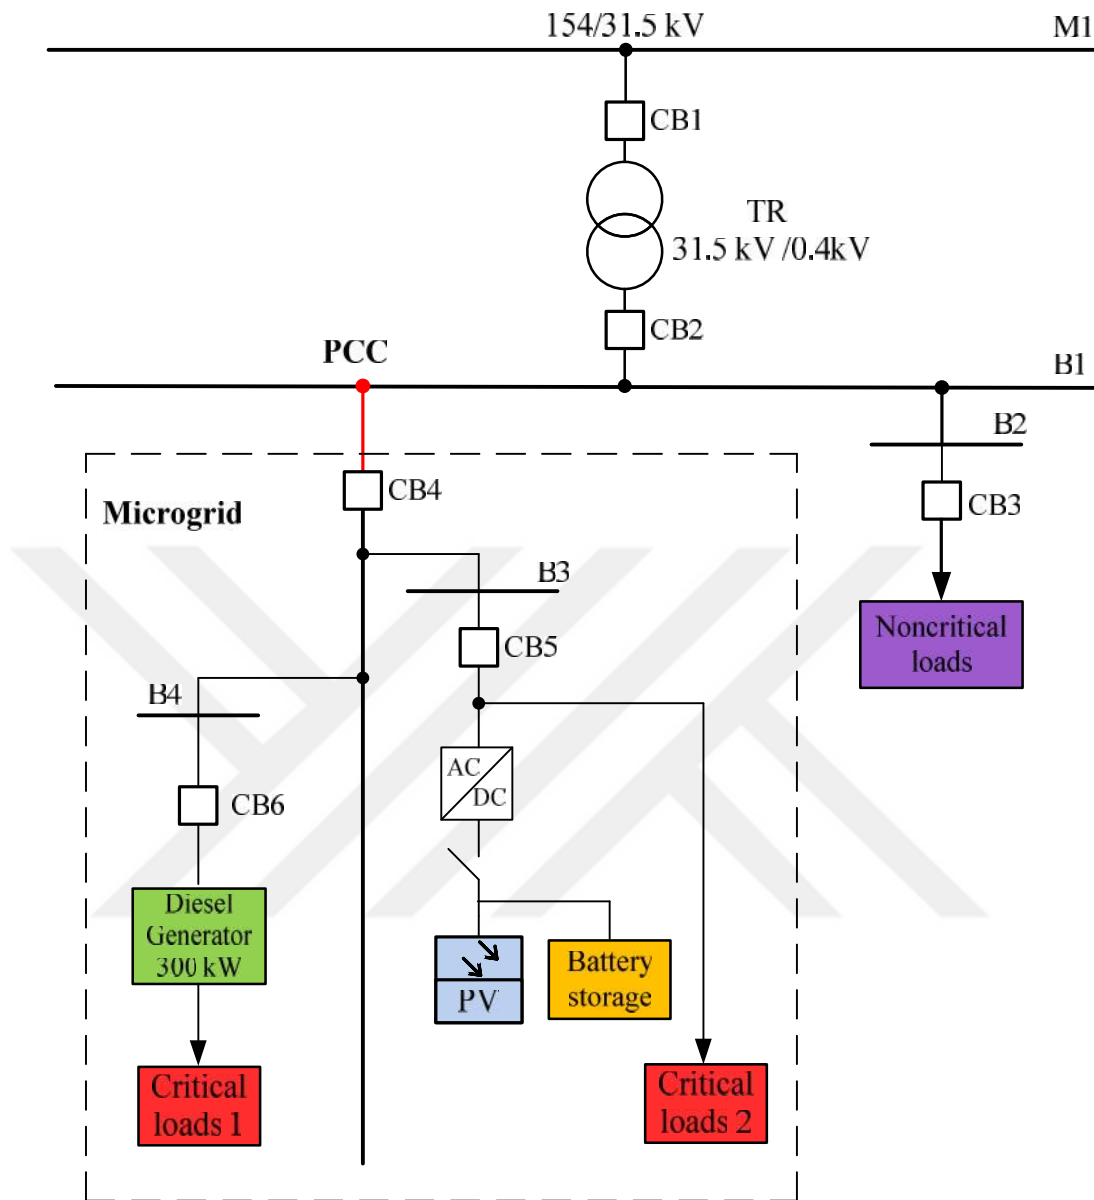 154/31.5 kV
M1
CB1
TR
31.5 kV /0.4kV
CB2
PCC
B1
B2
CB4
CB3
Microgrid
B3
Noncritical
loads
CB5
B4
AC
DC
CB6
Diesel
Generator
300 kW
PV
Battery
storage
Critical
loads 1
Critical
loads 2